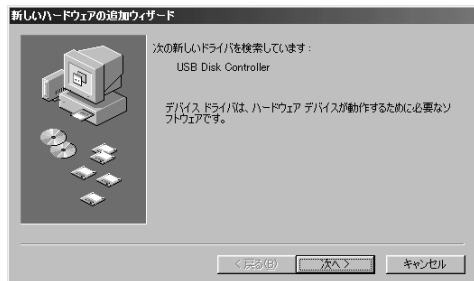 新しいハードウェアの追加ウィザード
次の新しいドライバを検索しています：
USB Disk Controller
デバイス ドライバは、ハードウェア デバイスが動作するために必要なソ
フトウェアです。
< 戻る(B)
次へ >
キャンセル